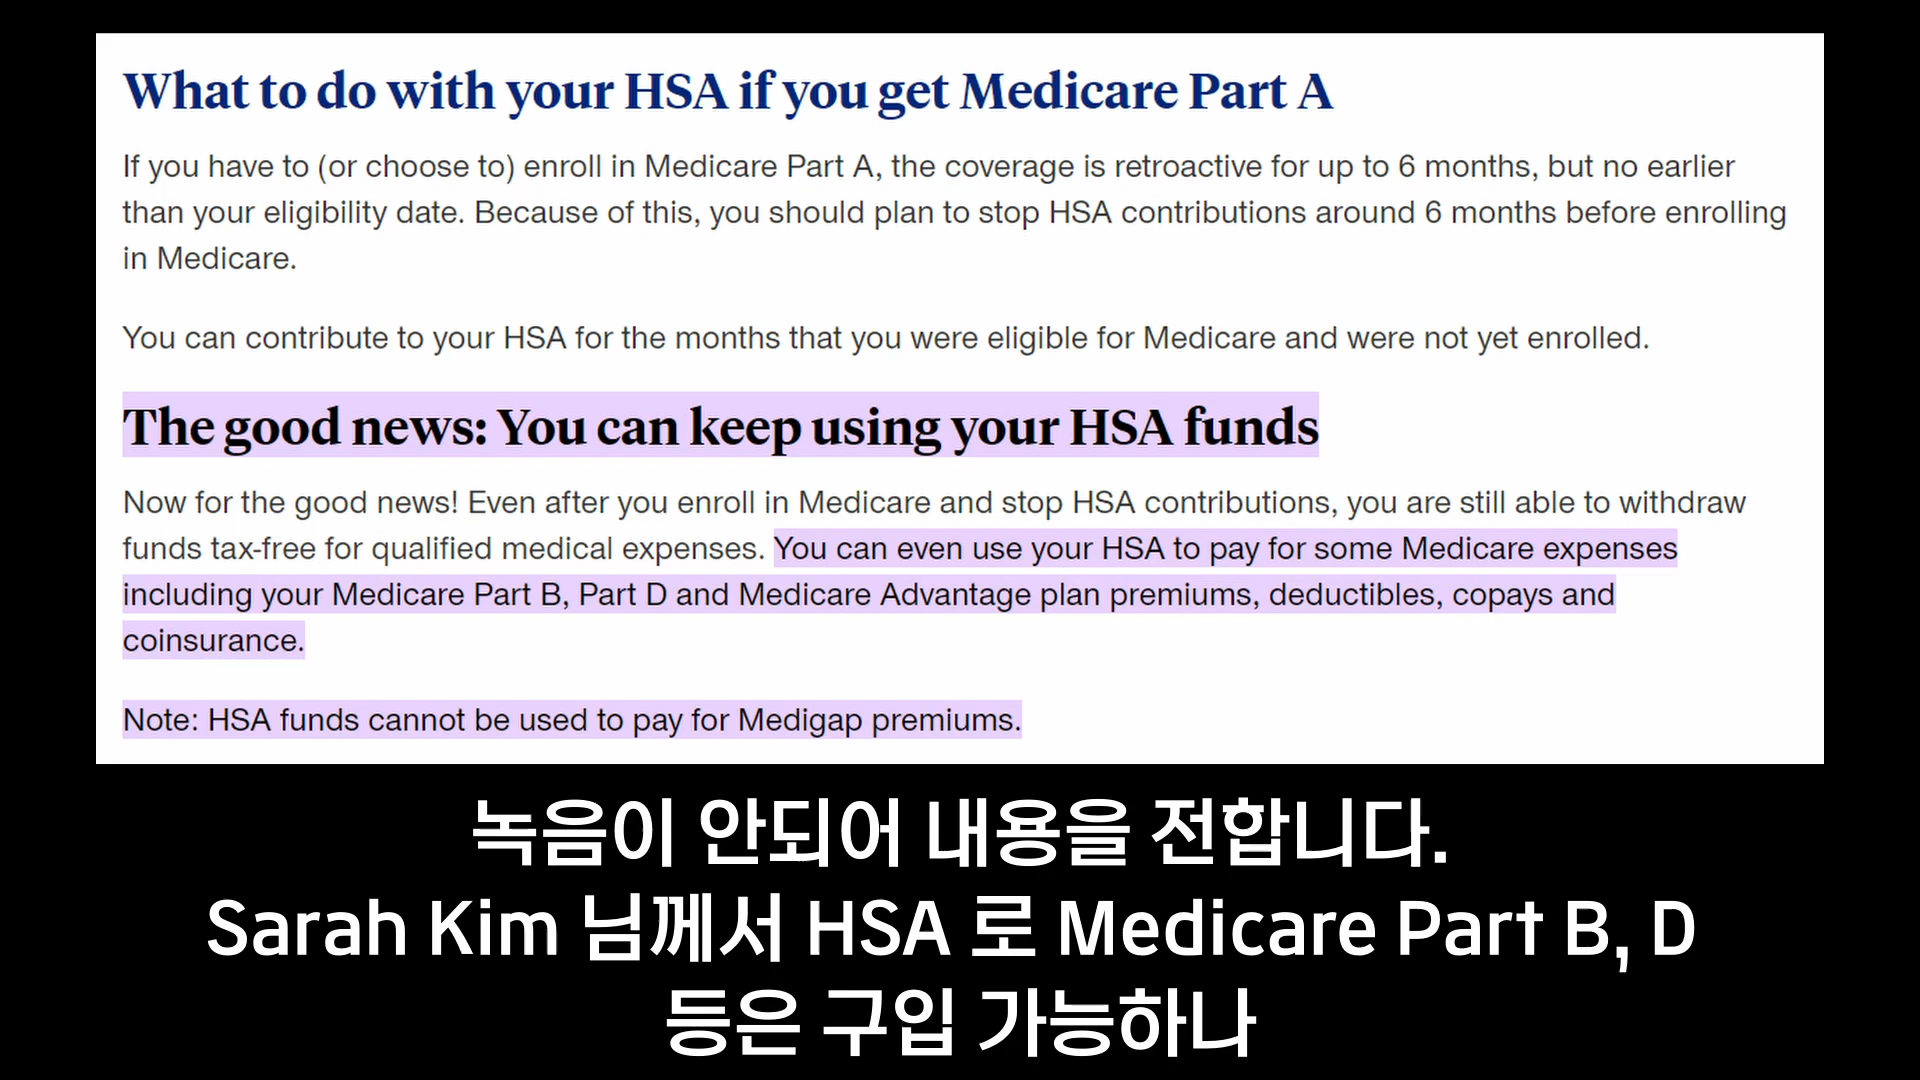 What to do with your HSA if you get Medicare Part A
If you have to (or choose to) enroll in Medicare Part A, the coverage is retroactive for up to 6 months, but no earlier
than your eligibility date. Because of this, you should plan to stop HSA contributions around 6 months before enrolling
in Medicare.
You can contribute to your HSA for the months that you were eligible for Medicare and were not yet enrolled.
The good news: You can keep using your HSA funds
Now for the good news! Even after you enroll in Medicare and stop HSA contributions, you are still able to withdraw
funds tax-free for qualified medical expenses. You can even use your HSA to pay for some Medicare expenses
including your Medicare Part B, Part D and Medicare Advantage plan premiums, deductibles, copays and
coinsurance.
Note: HSA funds cannot be used to pay for Medigap premiums.
녹음이 안되어 내용을 전합니다.
Sarah Kim 님께서 HSA 로 Medicare Part B, D
등은 구입 가능하나